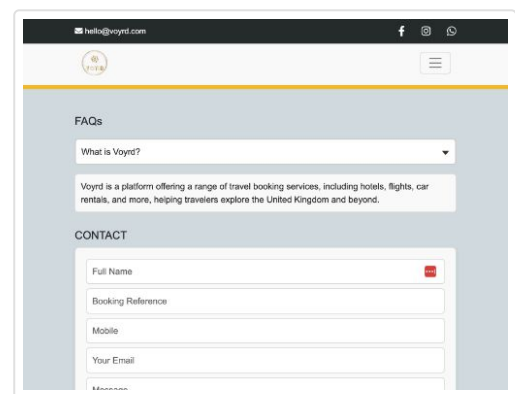 hello@voyrd.com
FAQs
What is Voyrd?
Voyrd is a platform offering a range of travel booking services, including hotels, flights, car
rentals, and more, helping travelers explore the United Kingdom and beyond.
CONTACT
Full Name
Booking Reference
Mobile
Your Email
Message